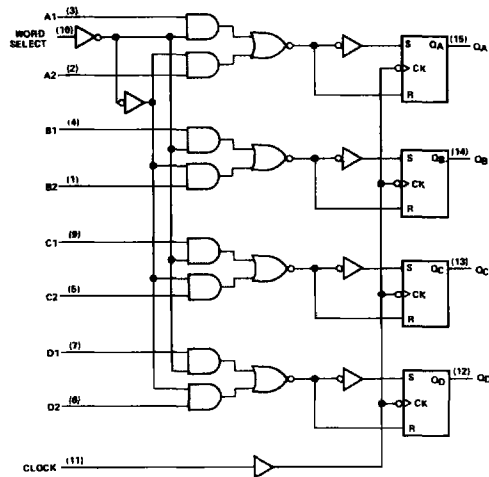 A1 (3)
WORD SELECT (10)
A2 (2)
S QA (15) QA
CK
R
B1 (4)
B2 (1)
S QB (14) QB
CK
R
C1 (9)
C2 (5)
S QC (13) QC
CK
R
D1 (7)
D2 (6)
S QD (12) QD
CK
R
CLOCK (11)